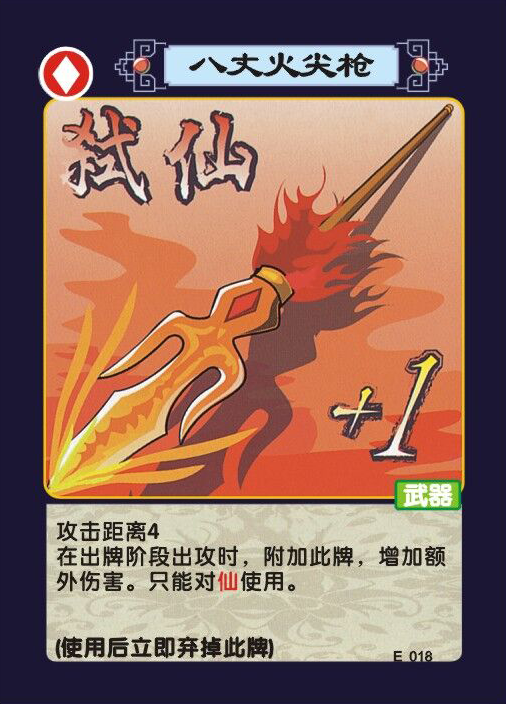 八丈火尖枪
弑仙
+1
武器
攻击距离4
在出牌阶段出攻时，附加此牌，增加额
外伤害。只能对仙使用。
(使用后立即弃掉此牌)
E 018